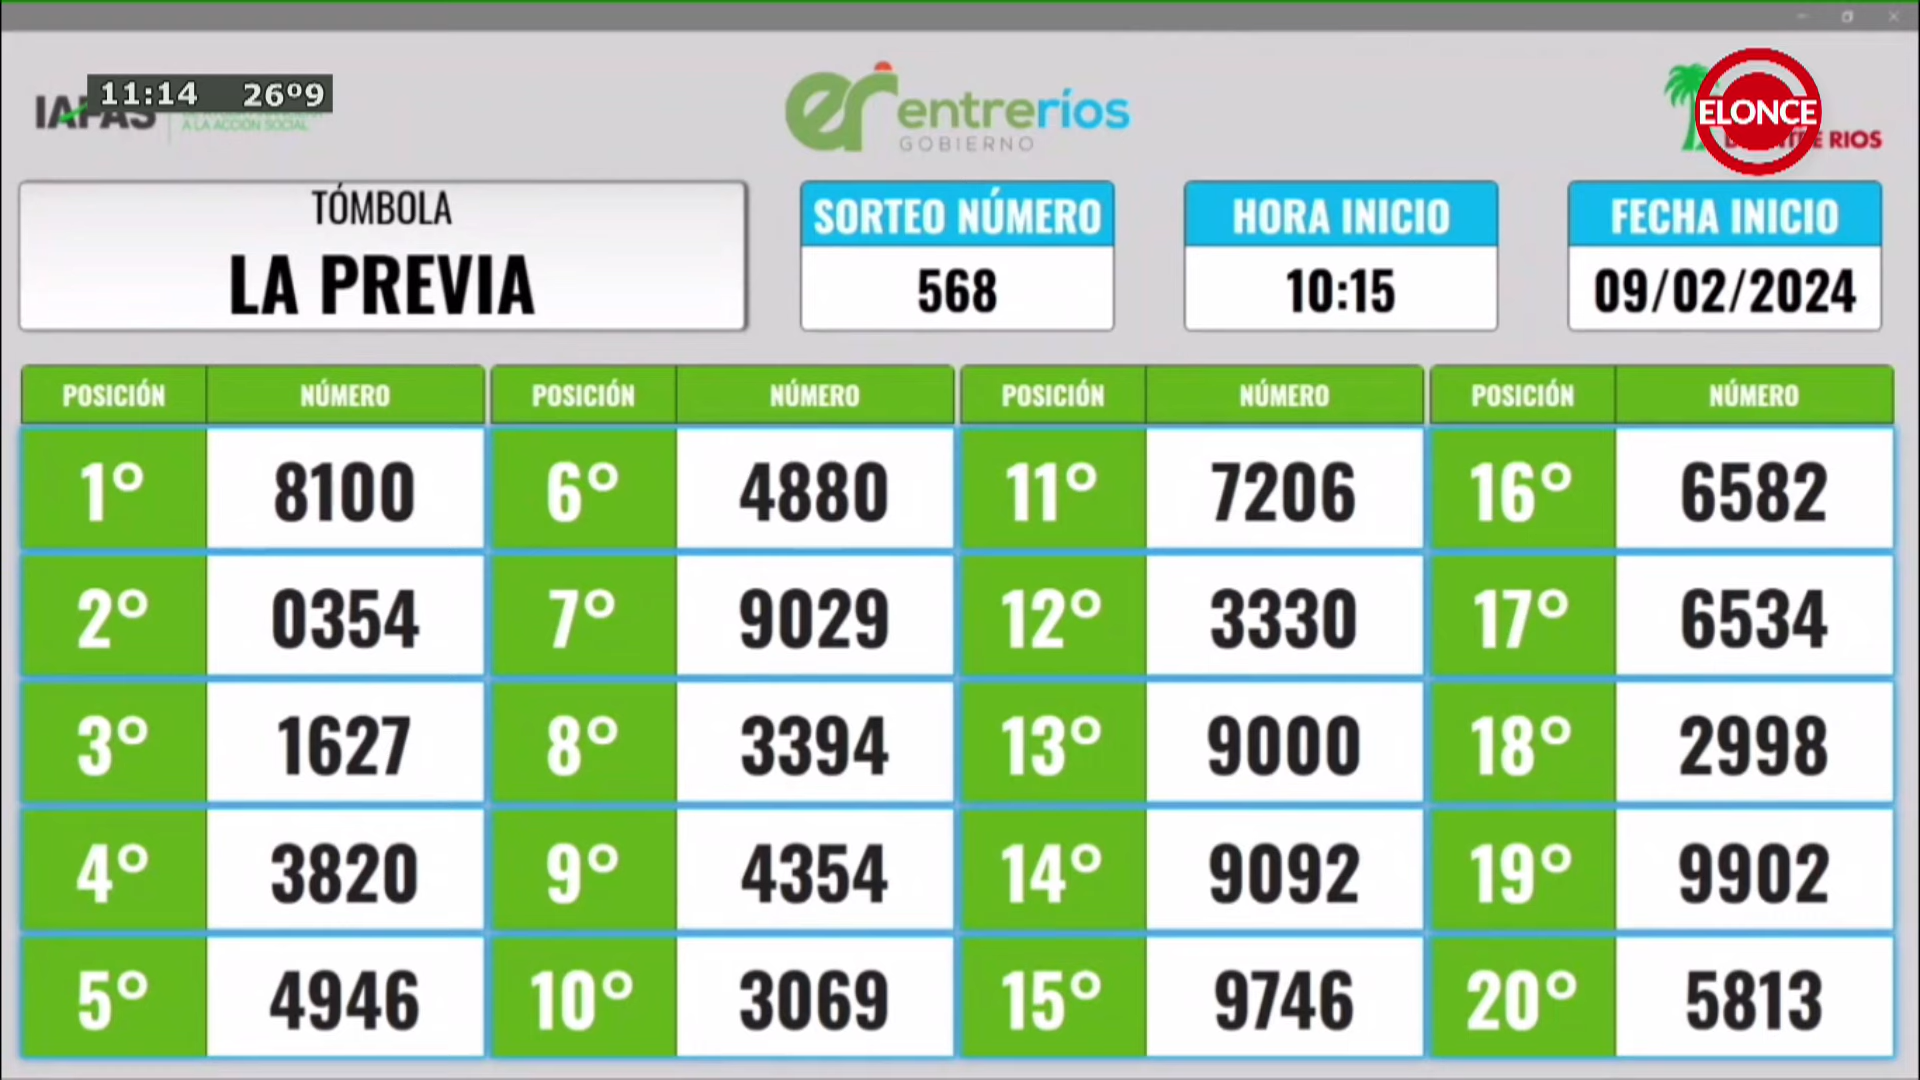 11:14 26º9
IAFAS
A LA ACCIÓN SOCIAL
entreríos
GOBIERNO
ELONCE
RIOS
TÓMBOLA
LA PREVIA
SORTEO NÚMERO
568
HORA INICIO
10:15
FECHA INICIO
09/02/2024
POSICIÓN NÚMERO POSICIÓN NÚMERO POSICIÓN NÚMERO POSICIÓN NÚMERO
1° 8100 6° 4880 11° 7206 16° 6582
2° 0354 7° 9029 12° 3330 17° 6534
3° 1627 8° 3394 13° 9000 18° 2998
4° 3820 9° 4354 14° 9092 19° 9902
5° 4946 10° 3069 15° 9746 20° 5813